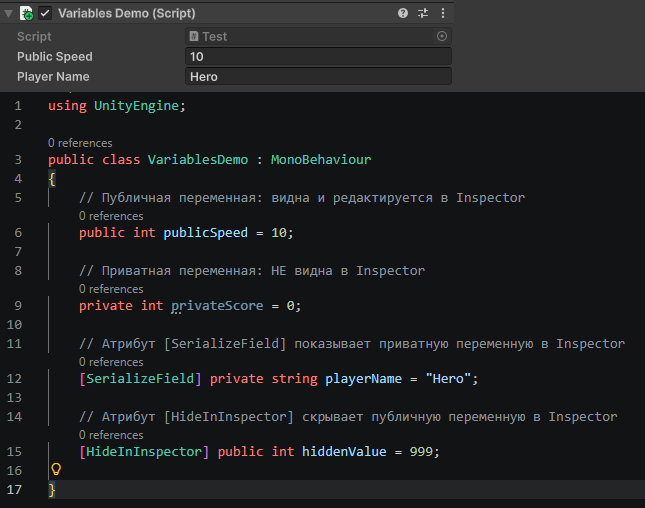 Variables Demo (Script)
Script Test
Public Speed 10
Player Name Hero
1 using UnityEngine;
2
0 references
3 public class VariablesDemo : MonoBehaviour
4 {
5 // Публичная переменная: видна и редактируется в Inspector
0 references
6 public int publicSpeed = 10;
7
8 // Приватная переменная: НЕ видна в Inspector
0 references
9 private int privateScore = 0;
10
11 // Атрибут [SerializeField] показывает приватную переменную в Inspector
0 references
12 [SerializeField] private string playerName = "Hero";
13
14 // Атрибут [HideInInspector] скрывает публичную переменную в Inspector
0 references
15 [HideInInspector] public int hiddenValue = 999;
16
17 }